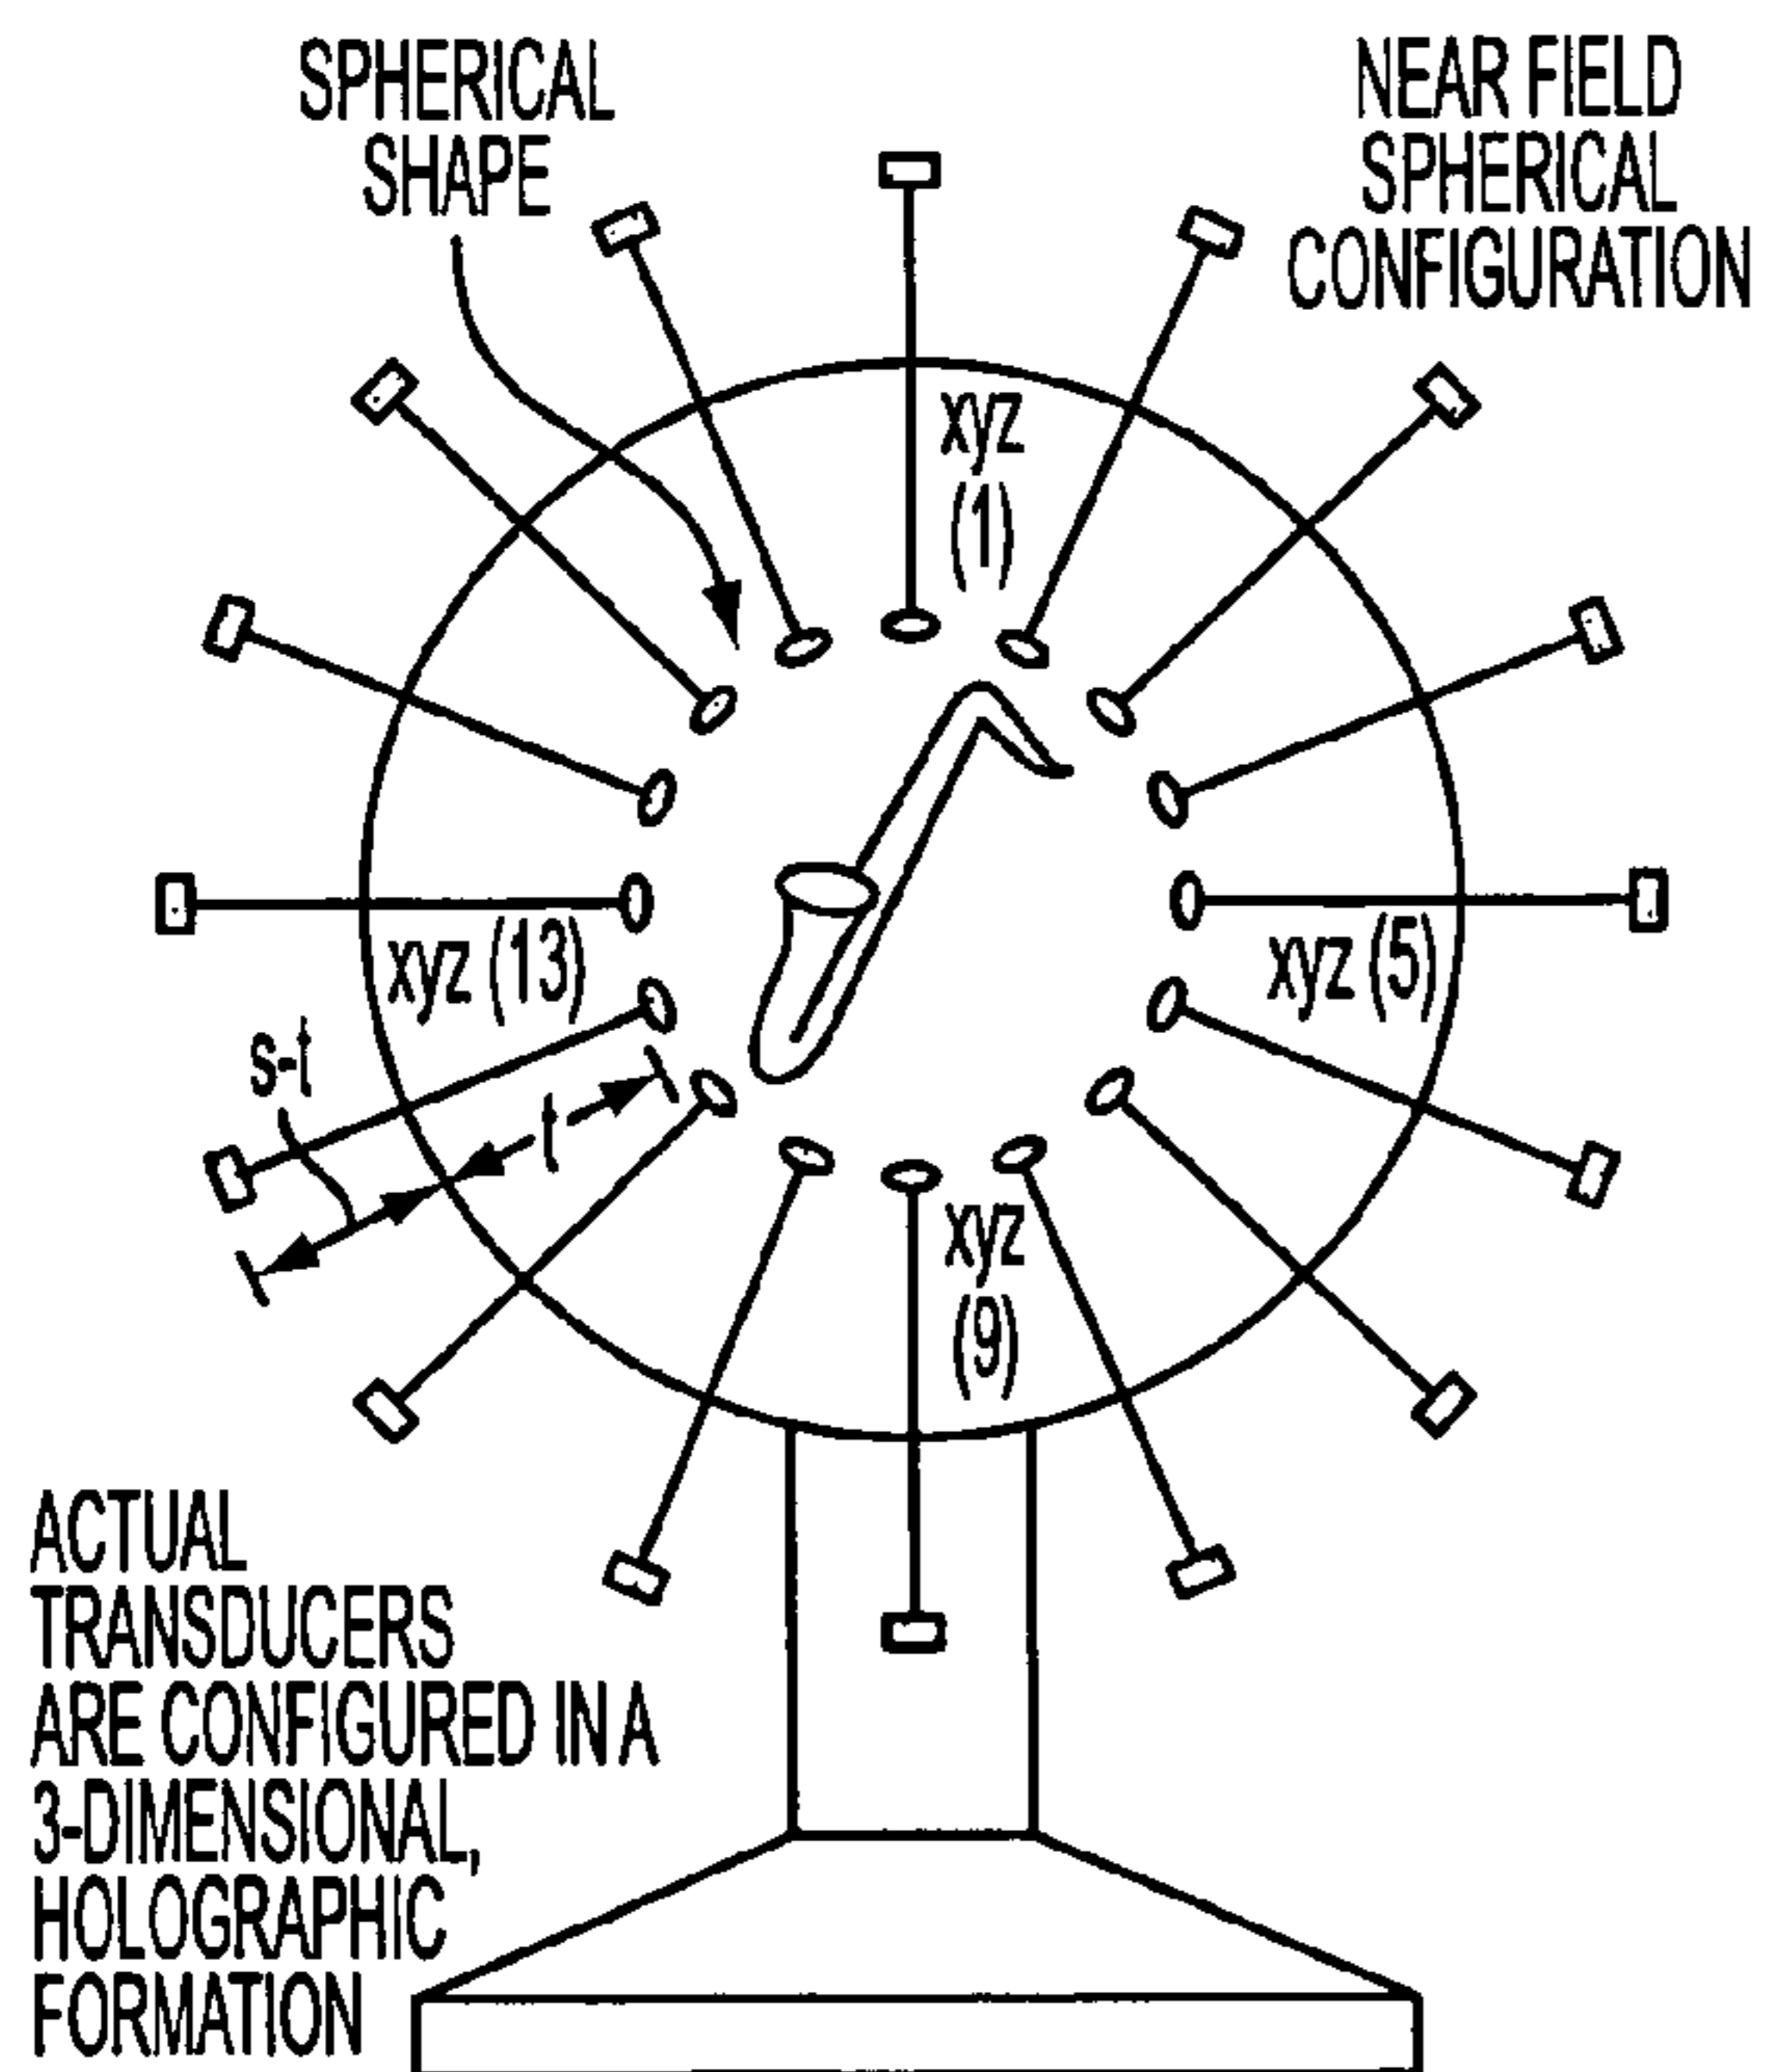 SPHERICAL
SHAPE
NEAR FIELD
SPHERICAL
CONFIGURATION
xyz
(1)
xyz (13)
xyz (5)
s-t
t
xyz
(9)
ACTUAL
TRANSDUCERS
ARE CONFIGURED IN A
3-DIMENSIONAL,
HOLOGRAPHIC
FORMATION